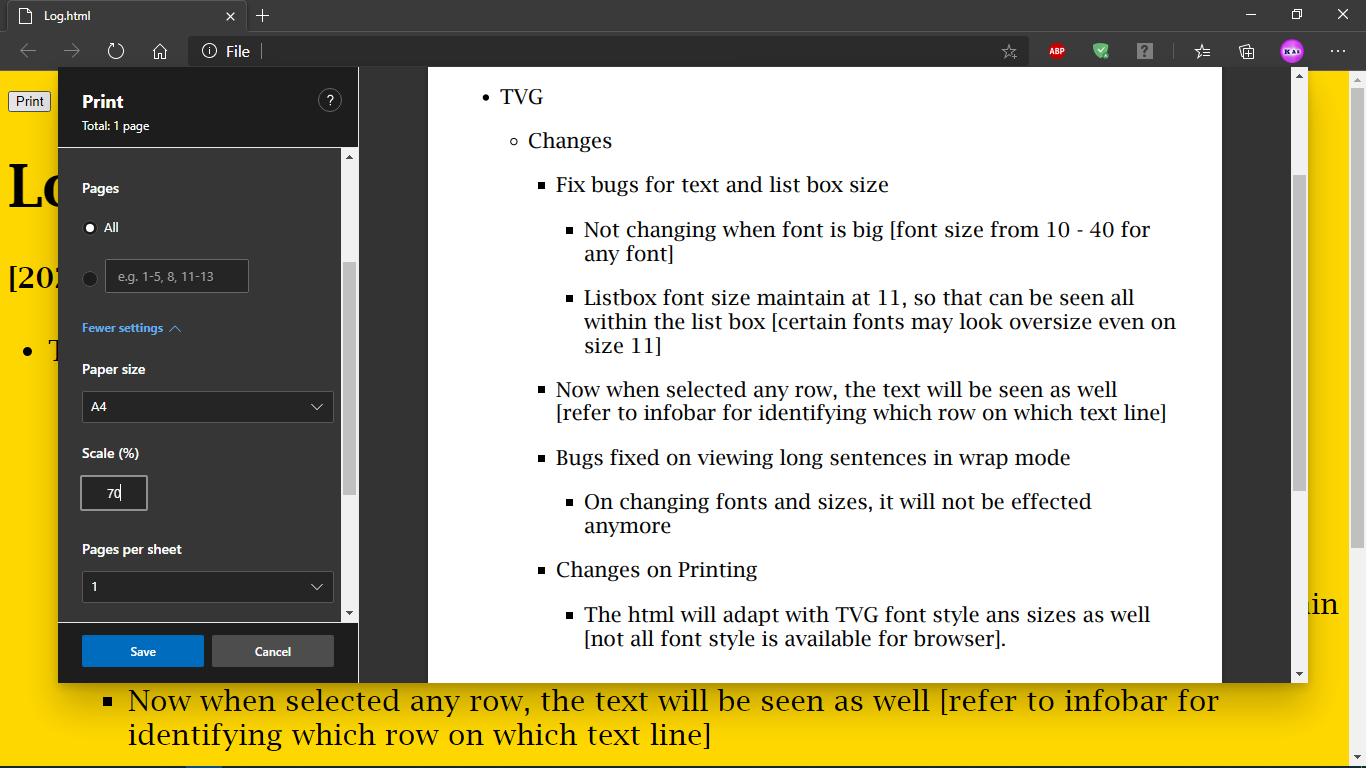 Log.html
File
ABP
?
KAS
Print
Print
?
Total: 1 page
Pages
All
e.g. 1-5, 8, 11-13
Fewer settings
Paper size
A4
Scale (%)
70
Pages per sheet
1
Save
Cancel
• TVG
Changes
Fix bugs for text and list box size
Not changing when font is big [font size from 10 - 40 for
any font]
Listbox font size maintain at 11, so that can be seen all
within the list box [certain fonts may look oversize even on
size 11]
Now when selected any row, the text will be seen as well
[refer to infobar for identifying which row on which text line]
Bugs fixed on viewing long sentences in wrap mode
On changing fonts and sizes, it will not be effected
anymore
Changes on Printing
The html will adapt with TVG font style ans sizes as well
[not all font style is available for browser].
Now when selected any row, the text will be seen as well [refer to infobar for
identifying which row on which text line]